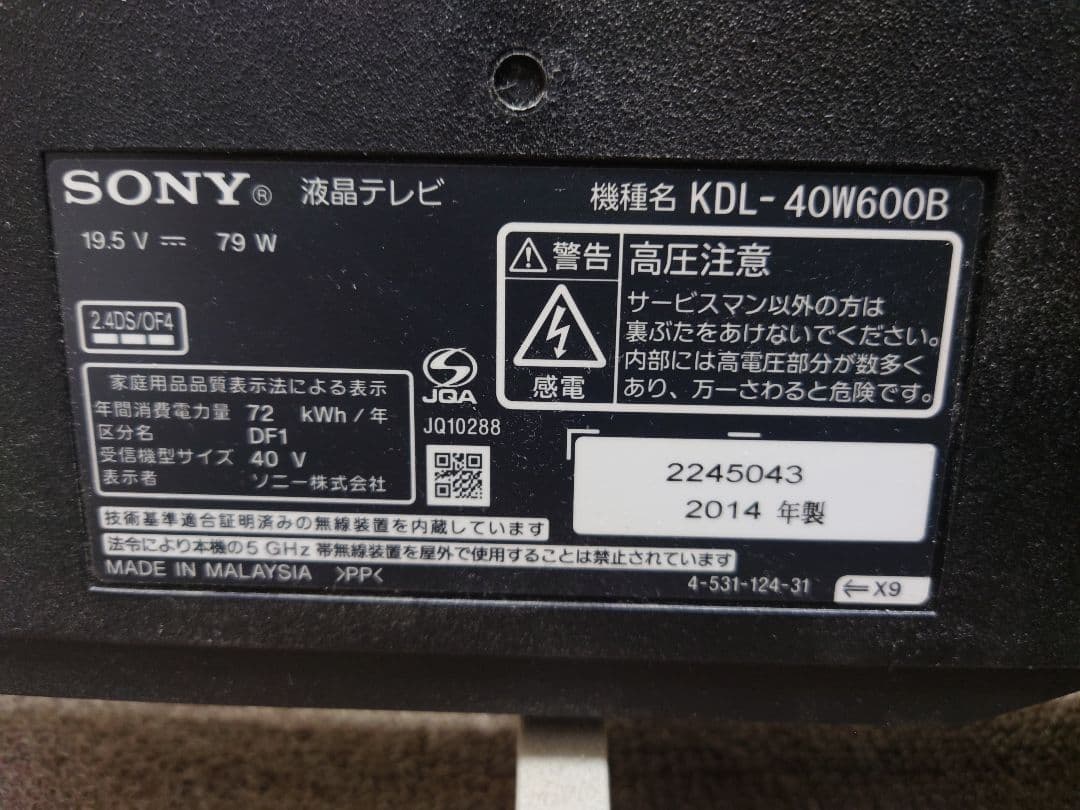 SONY® 液晶テレビ
機種名 KDL-40W600B
19.5 V ⎓ 79 W
2.4DS/OF4
警告
感電
高圧注意
サービスマン以外の方は
裏ぶたをあけないでください。
内部には高電圧部分が数多く
あり、万一さわると危険です。
家庭用品品質表示法による表示
年間消費電力量 72 kWh/年
区分名 DF1
受信機型サイズ 40 V
表示者 ソニー株式会社
JQA
JQ10288
2245043
2014 年製
技術基準適合証明済みの無線装置を内蔵しています
法令により本機の5 GHz 帯無線装置を屋外で使用することは禁止されています
MADE IN MALAYSIA >PP<
4-531-124-31
⇐ X9